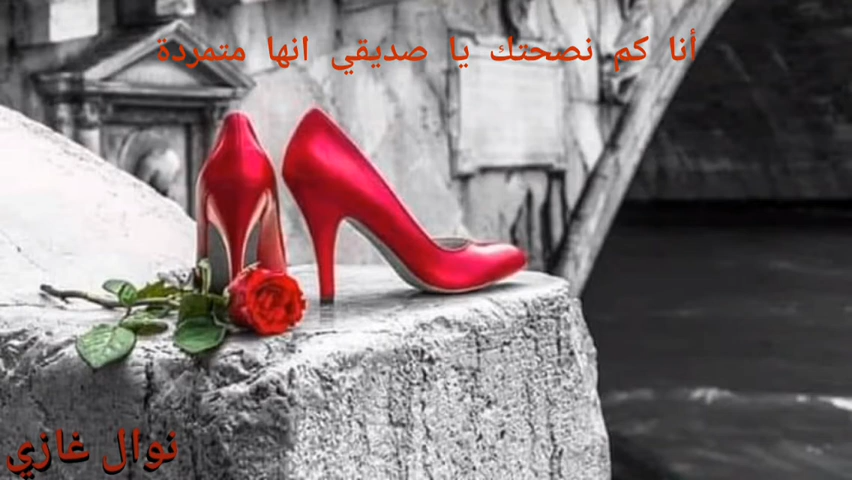 أنا كم نصحتك يا صديقي انها متمردة
نوال غازي